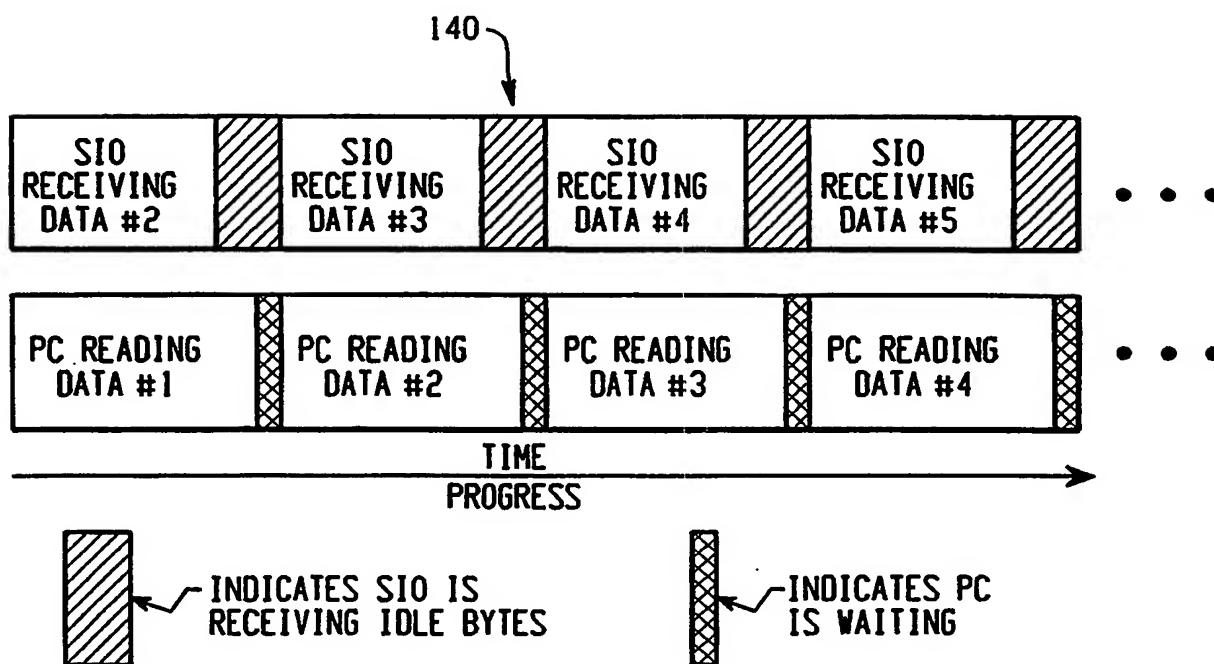 140
SIO
RECEIVING
DATA #2
SIO
RECEIVING
DATA #3
SIO
RECEIVING
DATA #4
SIO
RECEIVING
DATA #5
PC READING
DATA #1
PC READING
DATA #2
PC READING
DATA #3
PC READING
DATA #4
TIME
PROGRESS
INDICATES SIO IS
RECEIVING IDLE BYTES
INDICATES PC
IS WAITING